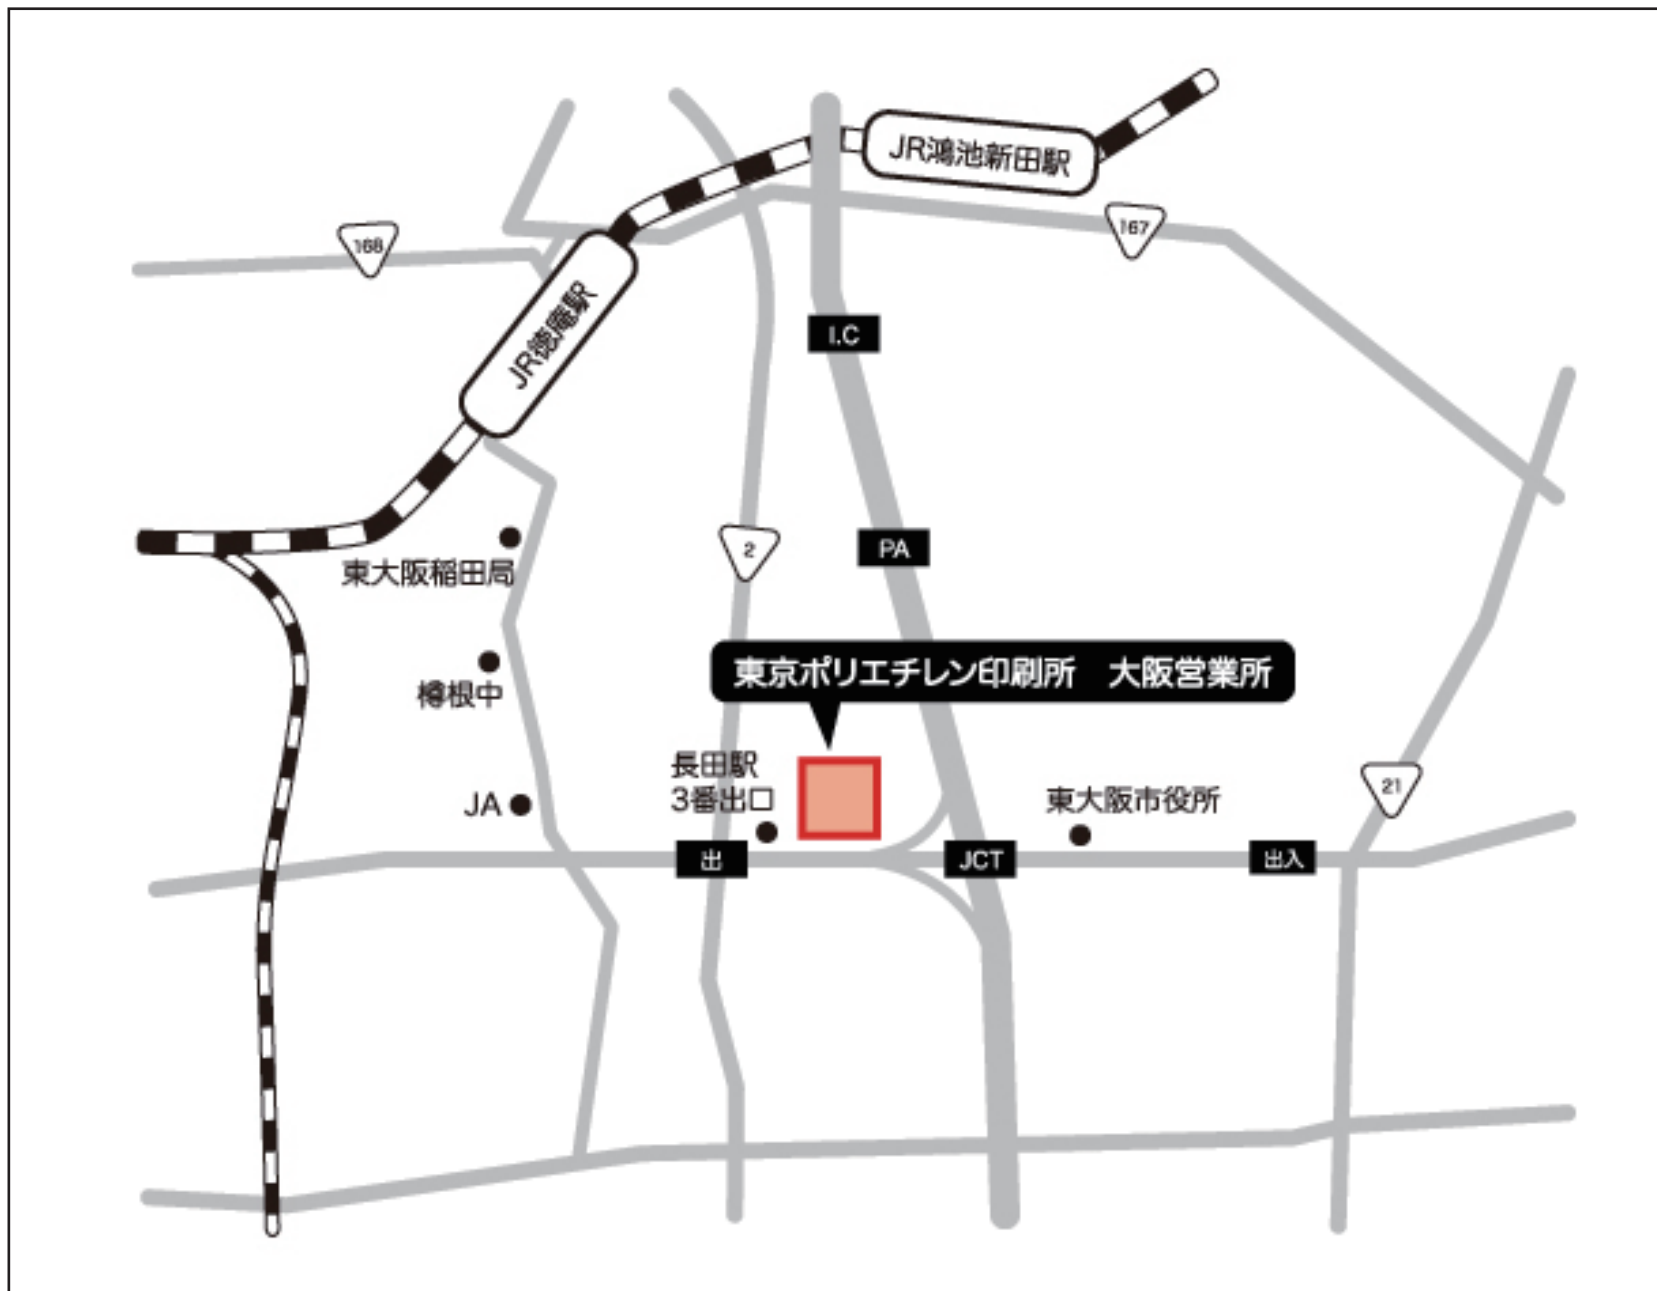 JR鴻池新田駅
167
168
JR徳庵駅
I.C
2
PA
東大阪稲田局
東京ポリエチレン印刷所　大阪営業所
樽根中
長田駅
3番出口
JA
東大阪市役所
21
出
JCT
出入